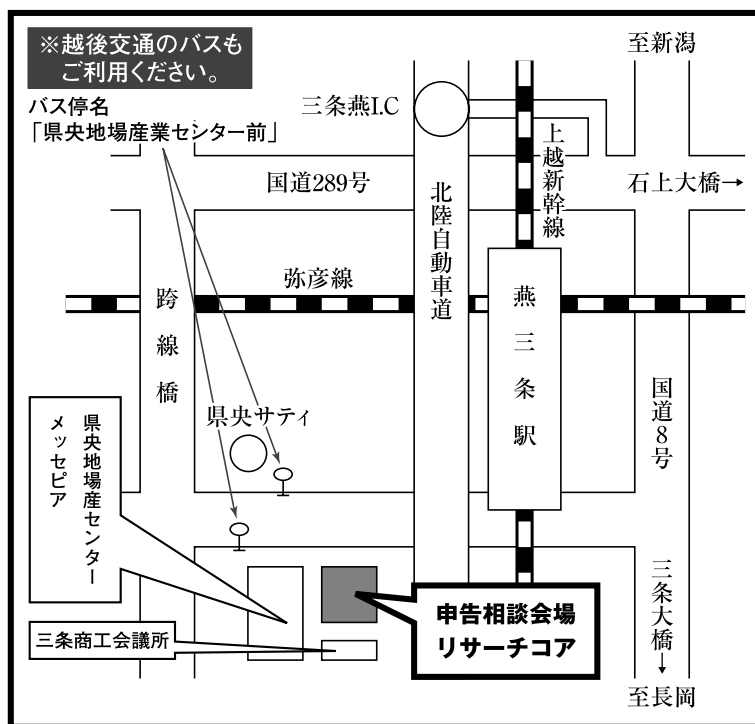 ※越後交通のバスも
ご利用ください。
バス停名
「県央地場産業センター前」
至新潟
三条燕I.C
上越新幹線
国道289号
北陸自動車道
石上大橋→
弥彦線
跨線橋
燕三条駅
県央サティ
国道8号
県央地場産センター
メッセピア
三条商工会議所
申告相談会場
リサーチコア
三条大橋→
至長岡